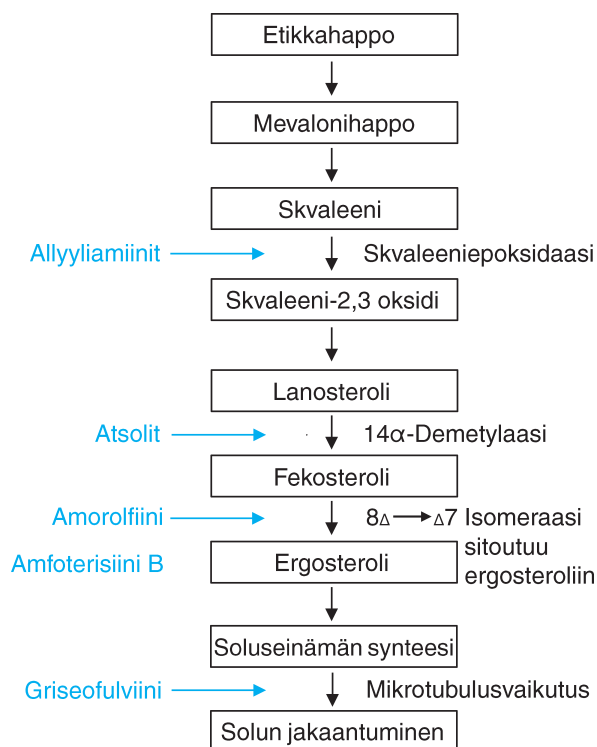 Etikkahappo
Mevalonihappo
Skvaleeni
Allyyliamiinit
Skvaleeniepoksidaasi
Skvaleeni-2,3 oksidi
Lanosteroli
Atsolit
14α-Demetylaasi
Fekosteroli
Amorolfiini
8Δ → Δ7 Isomeraasi
Amfoterisiini B
Ergosteroli
sitoutuu
ergosteroliin
Soluseinämän synteesi
Griseofulviini
Mikrotubulusvaikutus
Solun jakaantuminen